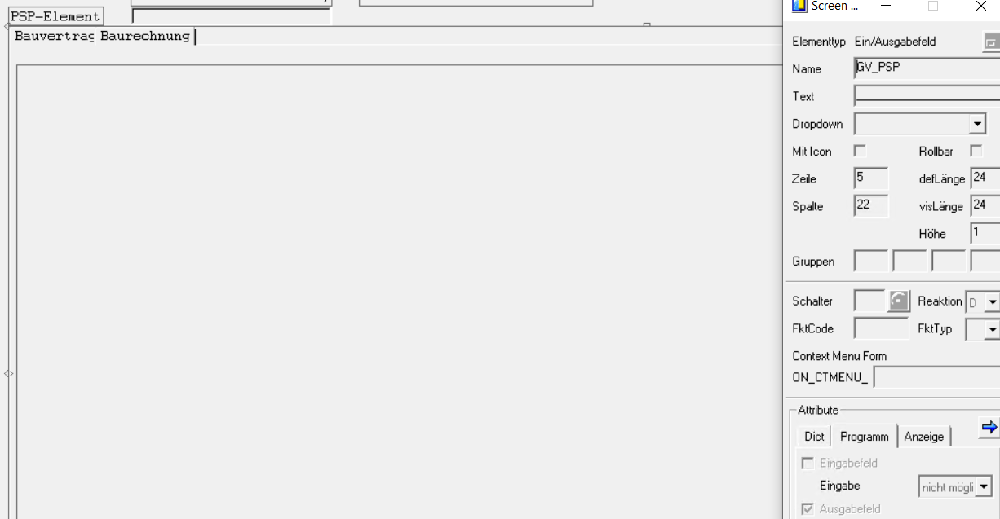 PSP-Element
Bauvertrag Baurechnung
Screen ...
Elementtyp Ein/Ausgabefeld
Name GV_PSP
Text
Dropdown
Mit Icon Rollbar
Zeile 5 defLänge 24
Spalte 22 visLänge 24
Höhe 1
Gruppen
Schalter Reaktion D
FktCode FktTyp
Context Menu Form
ON_CTMENU_
Attribute
Dict Programm Anzeige
Eingabefeld
Eingabe nicht mögli
Ausgabefeld